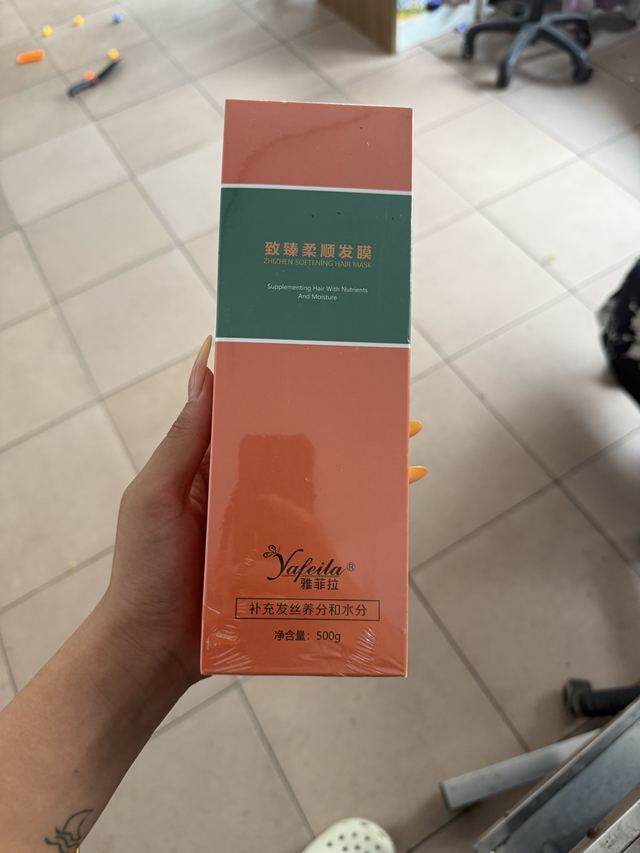 致臻柔顺发膜
ZHIZHEN SOFTENING HAIR MASK
Supplementing Hair With Nutrients
And Moisture
Yafeila®
雅菲拉
补充发丝养分和水分
净含量：500g